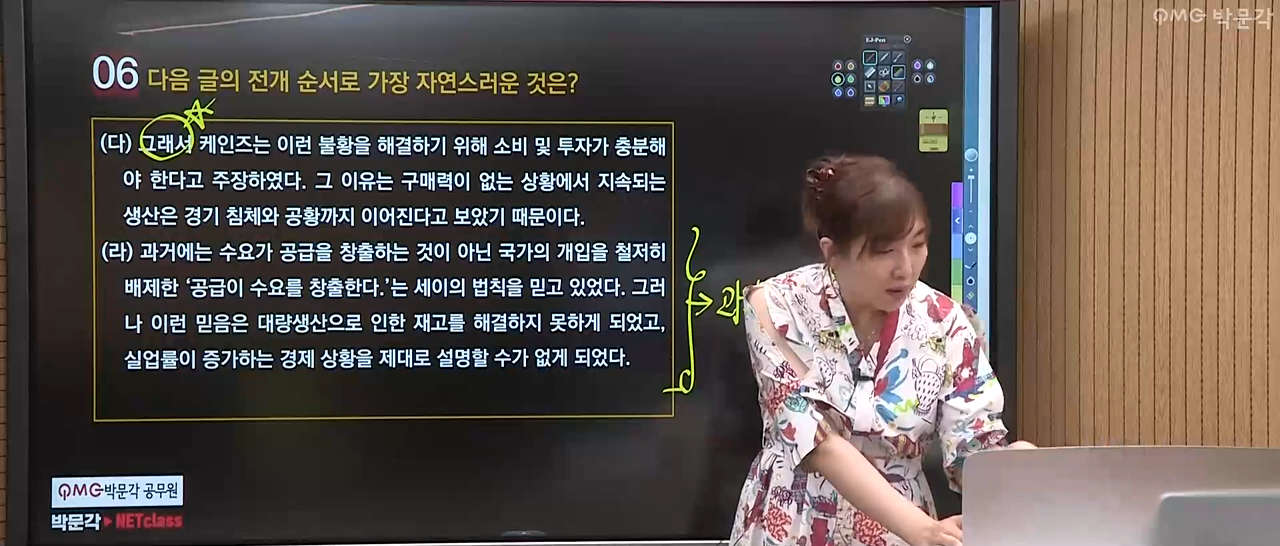 QMG 박문각
EJ-Pen
06 다음 글의 전개 순서로 가장 자연스러운 것은?
(다) 그래서 케인즈는 이런 불황을 해결하기 위해 소비 및 투자가 충분해
야 한다고 주장하였다. 그 이유는 구매력이 없는 상황에서 지속되는
생산은 경기 침체와 공황까지 이어진다고 보았기 때문이다.
(라) 과거에는 수요가 공급을 창출하는 것이 아닌 국가의 개입을 철저히
배제한 ‘공급이 수요를 창출한다.’는 세이의 법칙을 믿고 있었다. 그러
나 이런 믿음은 대량생산으로 인한 재고를 해결하지 못하게 되었고,
실업률이 증가하는 경제 상황을 제대로 설명할 수가 없게 되었다.
과
QMG박문각 공무원
박문각 NETclass